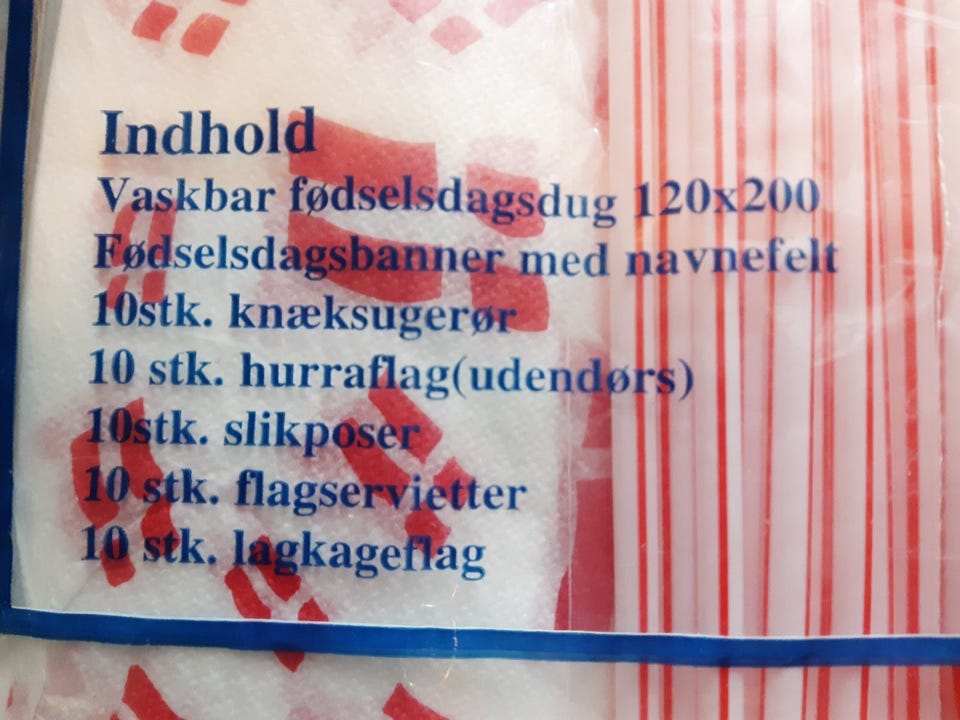 Indhold
Vaskbar fødselsdagsdug 120x200
Fødselsdagsbanner med navnefelt
10stk. knæksugerør
10 stk. hurraflag(udendørs)
10stk. slikposer
10 stk. flagservietter
10 stk. lagkageflag